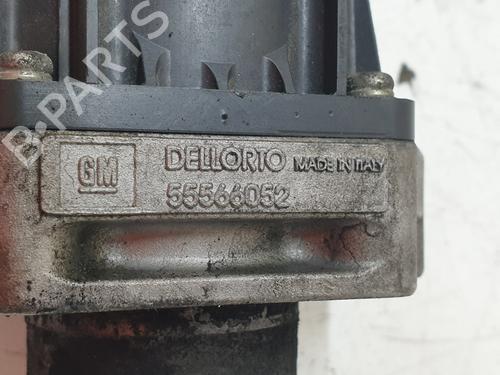 B-PARTS
GM
DELLORTO MADE IN ITALY
55566052